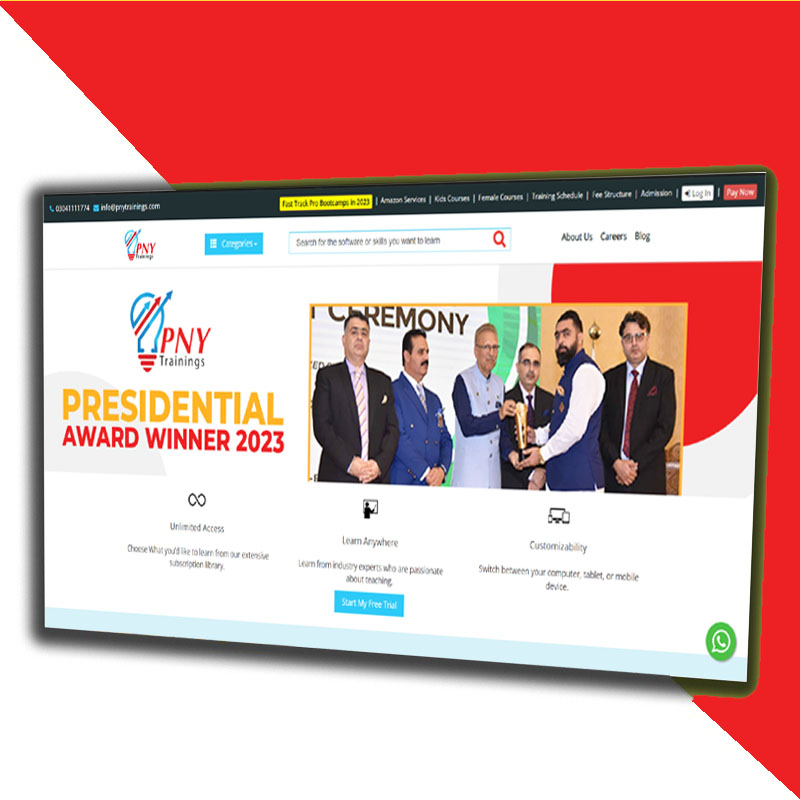 03041111774 info@pnytrainings.com
Fast Track Pro Bootcamps in 2023 | Amazon Services | Kids Courses | Female Courses | Training Schedule | Fee Structure | Admission | Log In | Pay Now
PNY
Trainings
Categories
Search for the software or skills you want to learn
About Us Careers Blog
PNY
Trainings
PRESIDENTIAL
AWARD WINNER 2023
CEREMONY
Unlimited Access
Choose What you'd like to learn from our extensive
subscription library.
Learn Anywhere
Learn from industry experts who are passionate
about teaching.
Start My Free Trial
Customizability
Switch between your computer, tablet, or mobile
device.